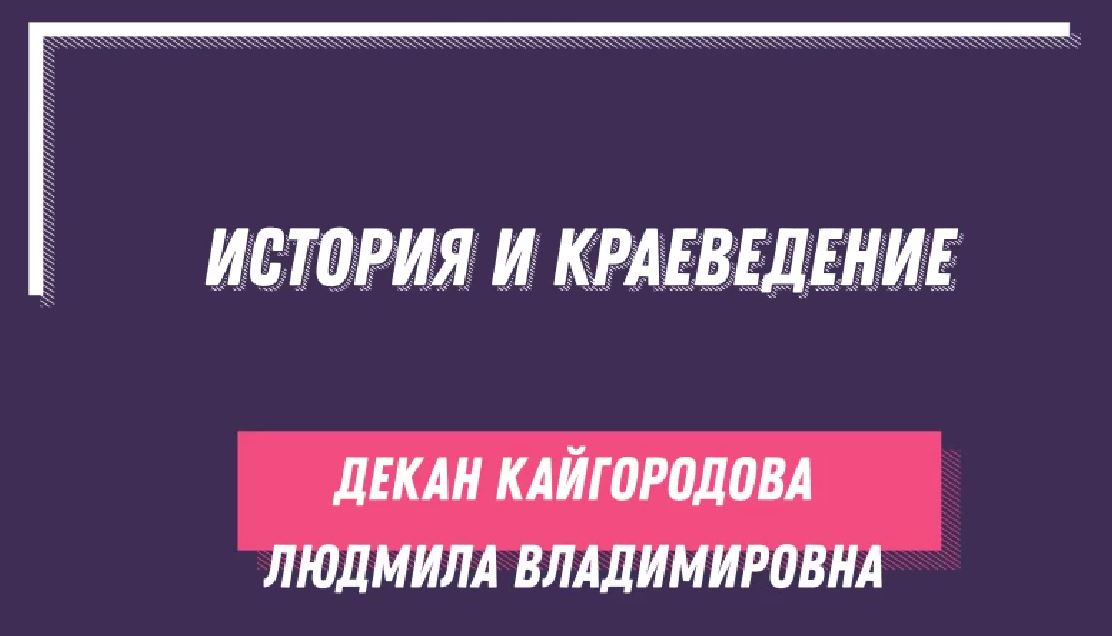 ИСТОРИЯ И КРАЕВЕДЕНИЕ
ДЕКАН КАЙГОРОДОВА
ЛЮДМИЛА ВЛАДИМИРОВНА